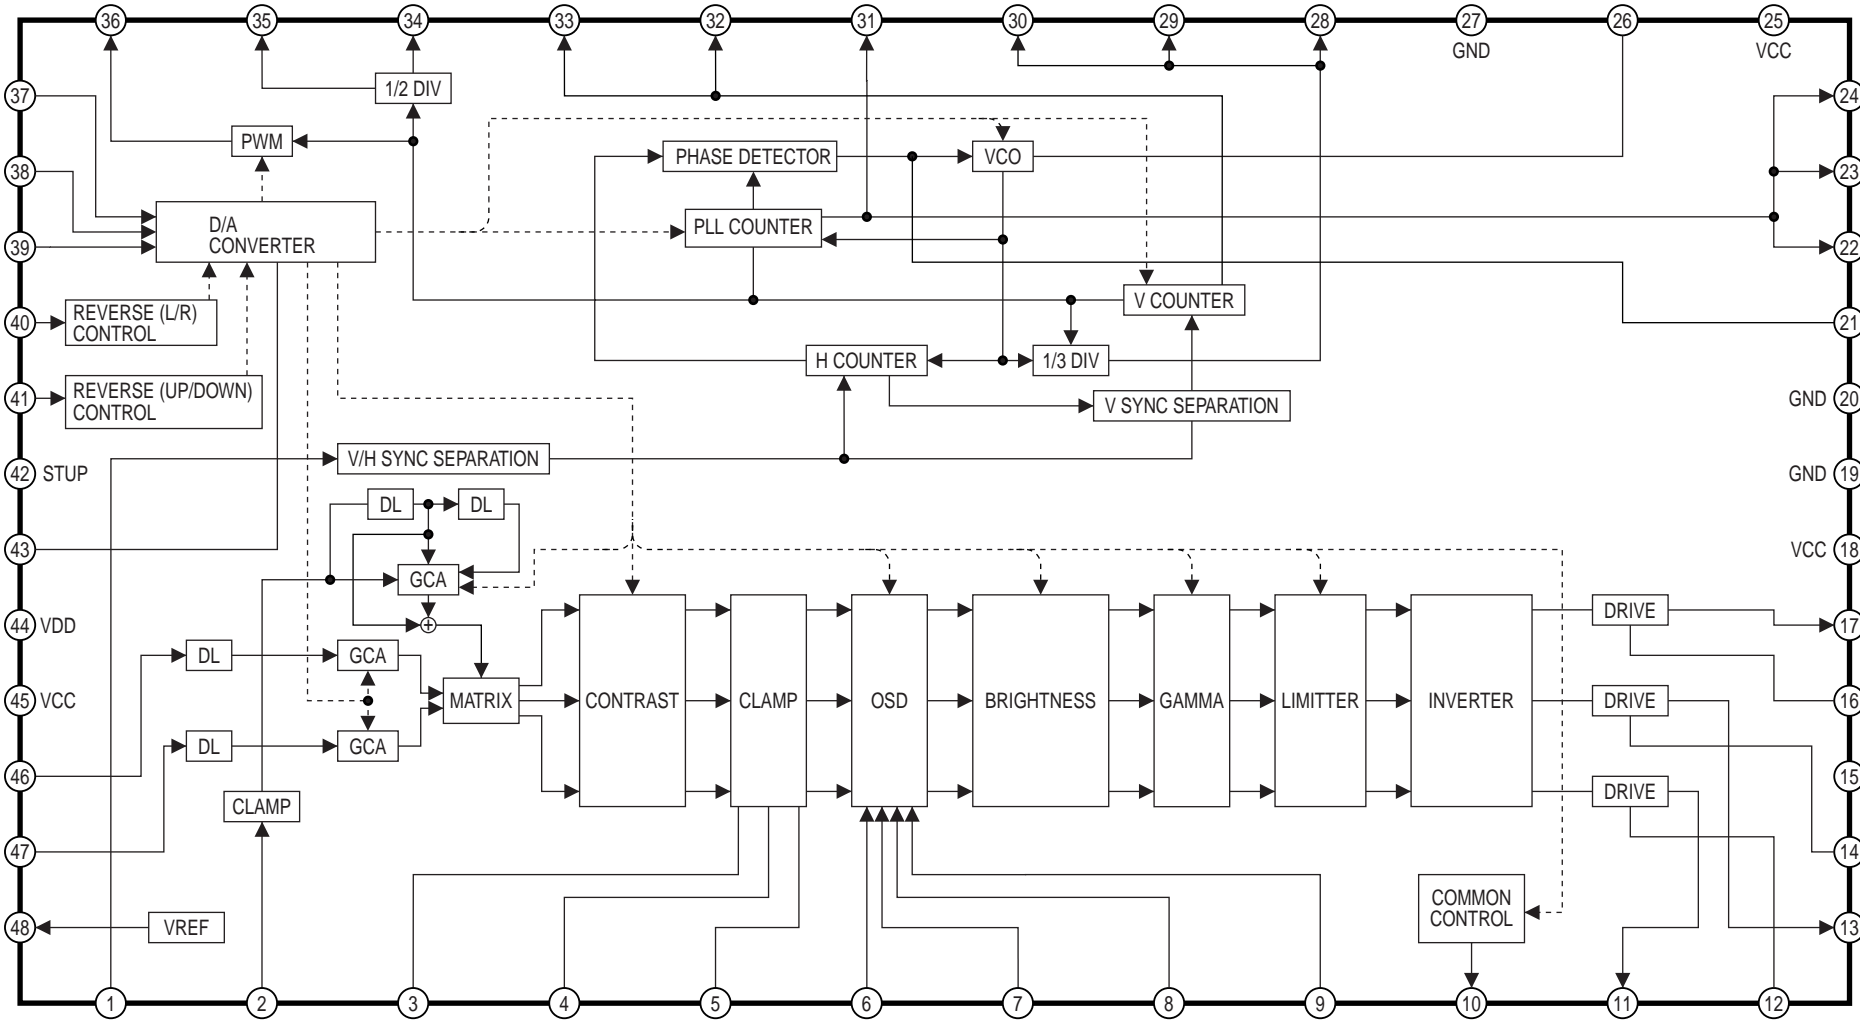 36 35 34 33 32 31 30 29 28 27 26 25
GND VCC
1/2 DIV
37 24
PWM
PHASE DETECTOR VCO
38 23
D/A
CONVERTER
PLL COUNTER
39 22
V COUNTER
REVERSE (L/R)
CONTROL
40 21
H COUNTER 1/3 DIV
REVERSE (UP/DOWN)
CONTROL
41 V SYNC SEPARATION GND 20
V/H SYNC SEPARATION
42 STUP GND 19
DL DL
43 VCC 18
GCA
DRIVE
44 VDD + 17
DL GCA
45 VCC MATRIX CONTRAST CLAMP OSD BRIGHTNESS GAMMA LIMITTER INVERTER DRIVE 16
DL GCA
46 15
DRIVE
CLAMP
47 14
COMMON
CONTROL
48 VREF 13
1 2 3 4 5 6 7 8 9 10 11 12